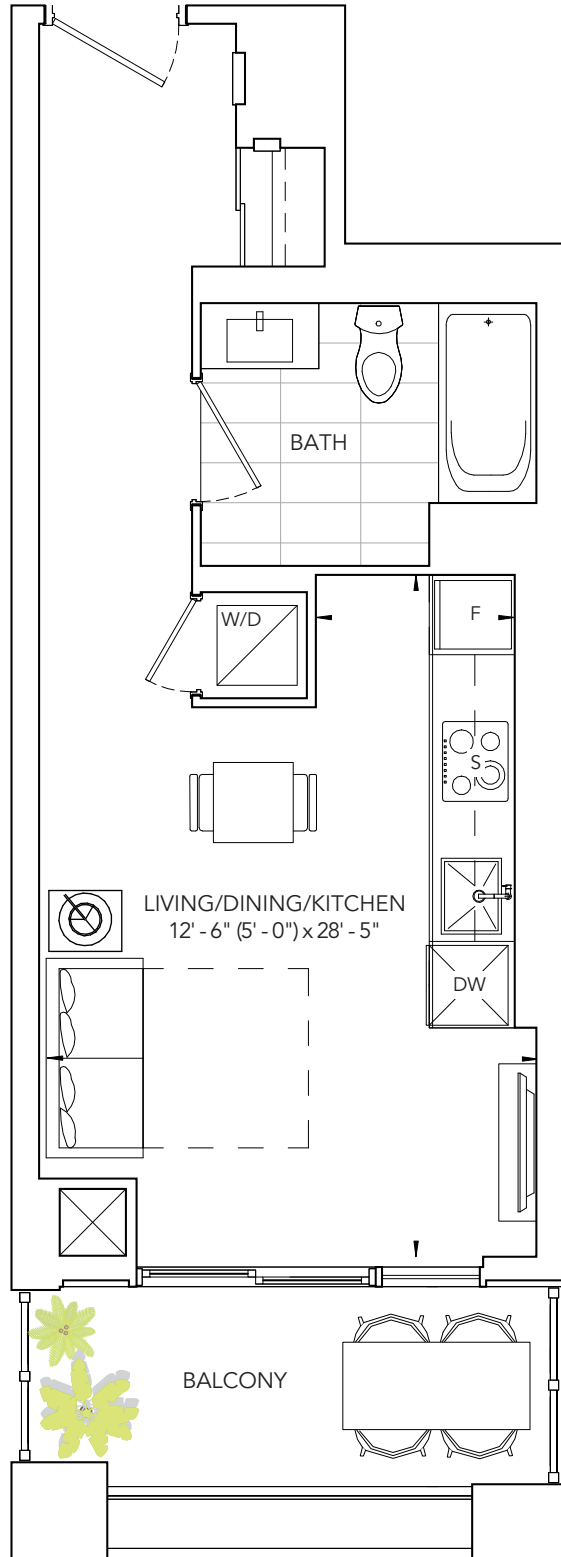 BATH
W/D
F
S
LIVING/DINING/KITCHEN
12' - 6" (5' - 0") x 28' - 5"
DW
BALCONY